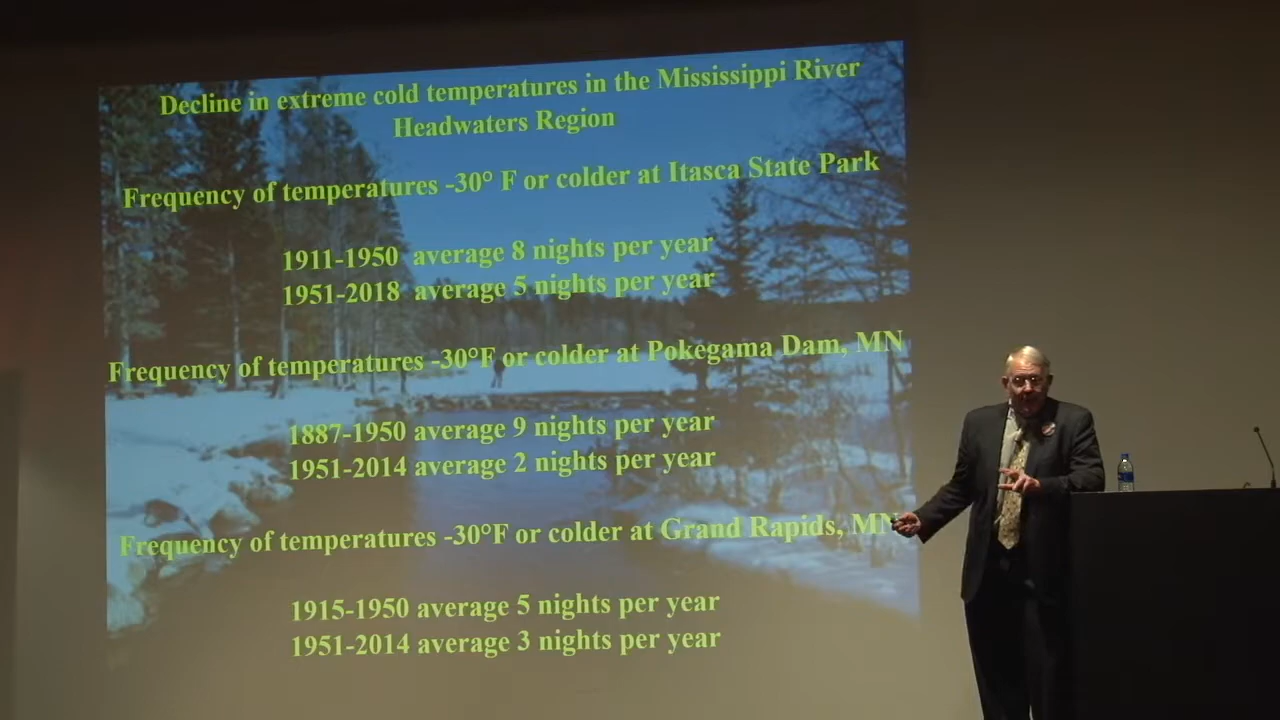 Decline in extreme cold temperatures in the Mississippi River
Headwaters Region
Frequency of temperatures -30° F or colder at Itasca State Park
1911-1950 average 8 nights per year
1951-2018 average 5 nights per year
Frequency of temperatures -30°F or colder at Pokegama Dam, MN
1887-1950 average 9 nights per year
1951-2014 average 2 nights per year
Frequency of temperatures -30°F or colder at Grand Rapids, MN
1915-1950 average 5 nights per year
1951-2014 average 3 nights per year